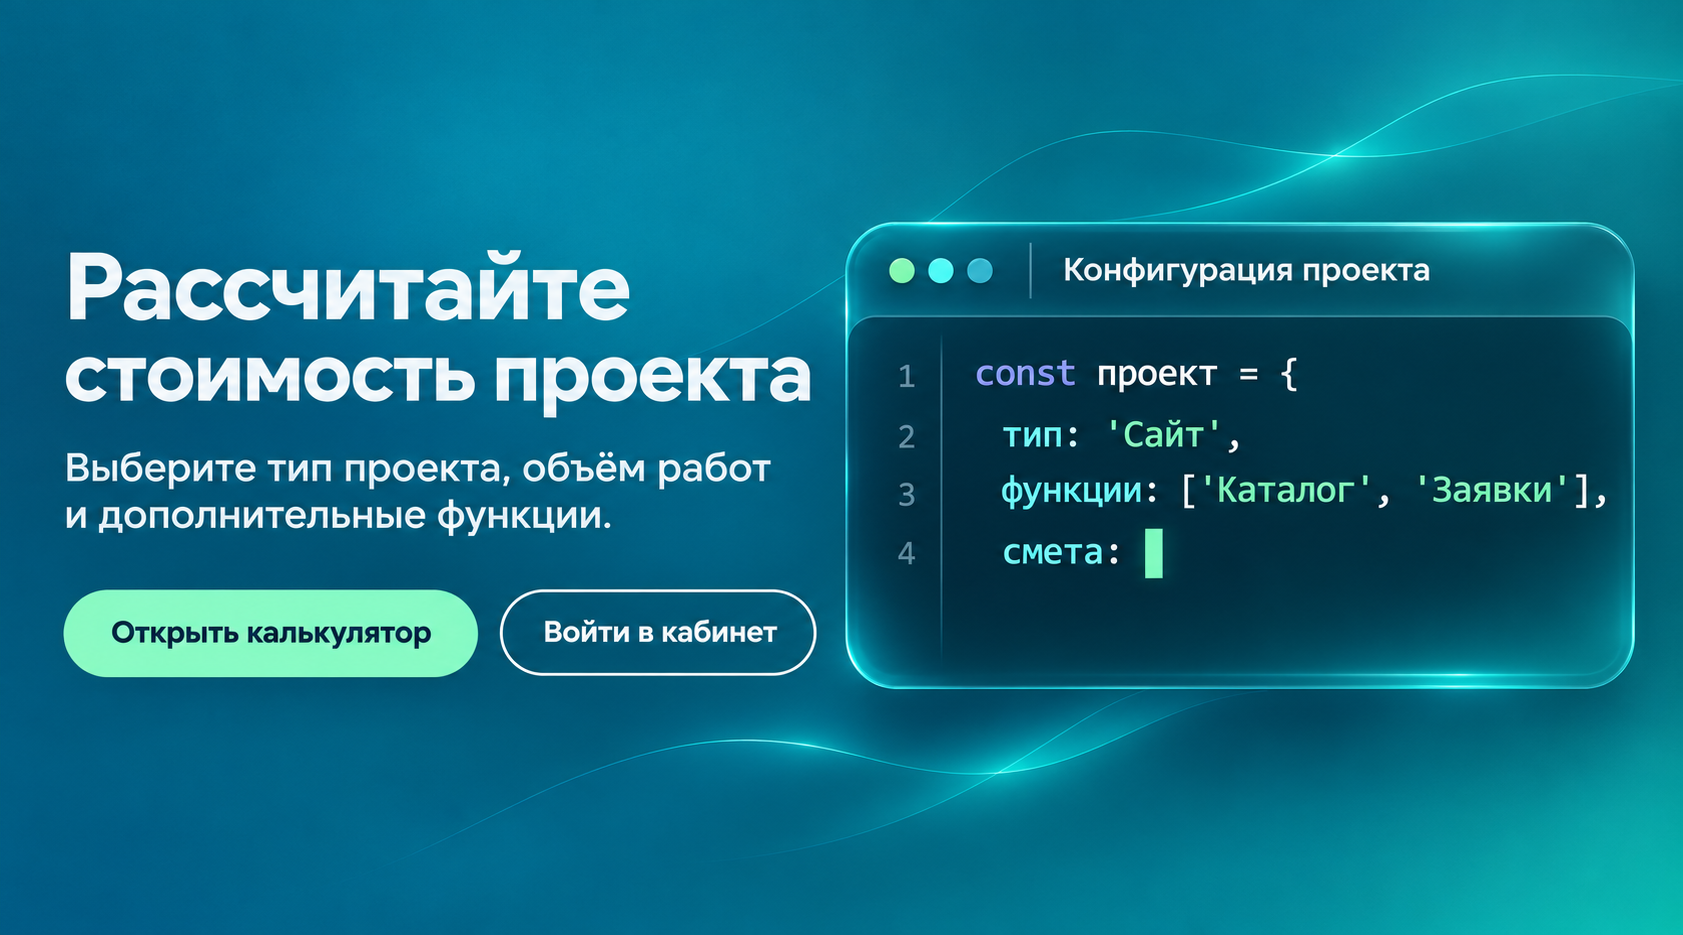 Рассчитайте
стоимость проекта
Выберите тип проекта, объём работ
и дополнительные функции.
Открыть калькулятор
Войти в кабинет
Конфигурация проекта
1 const проект = {
2 тип: 'Сайт',
3 функции: ['Каталог', 'Заявки'],
4 смета: